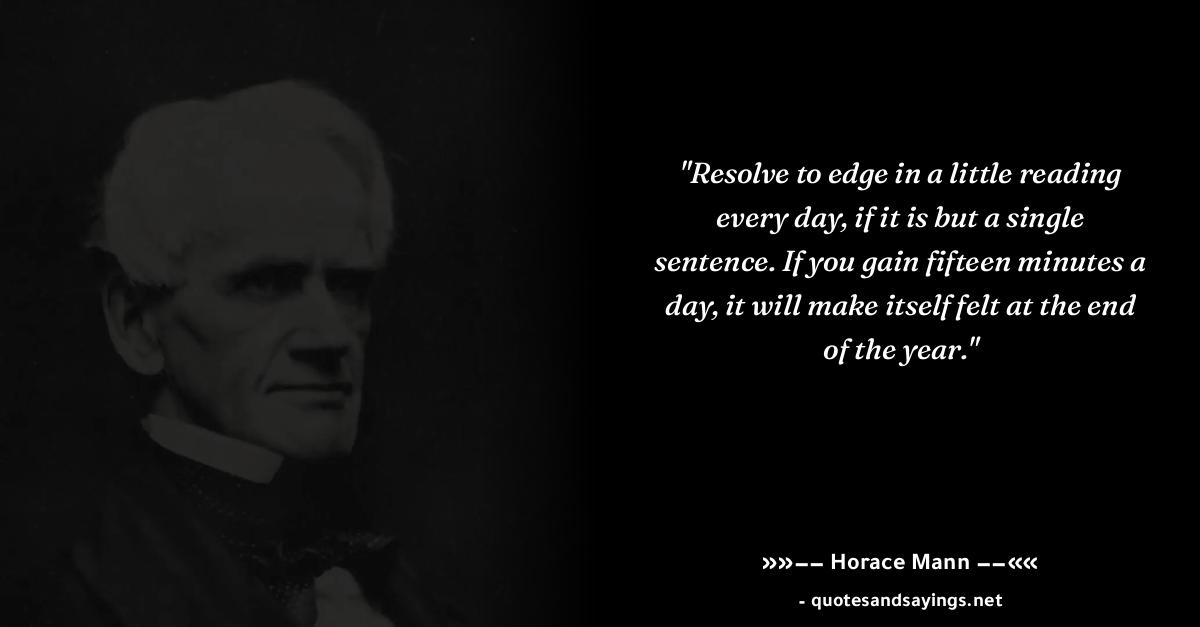 "Resolve to edge in a little reading
every day, if it is but a single
sentence. If you gain fifteen minutes a
day, it will make itself felt at the end
of the year."
»»−− Horace Mann −−««
- quotesandsayings.net